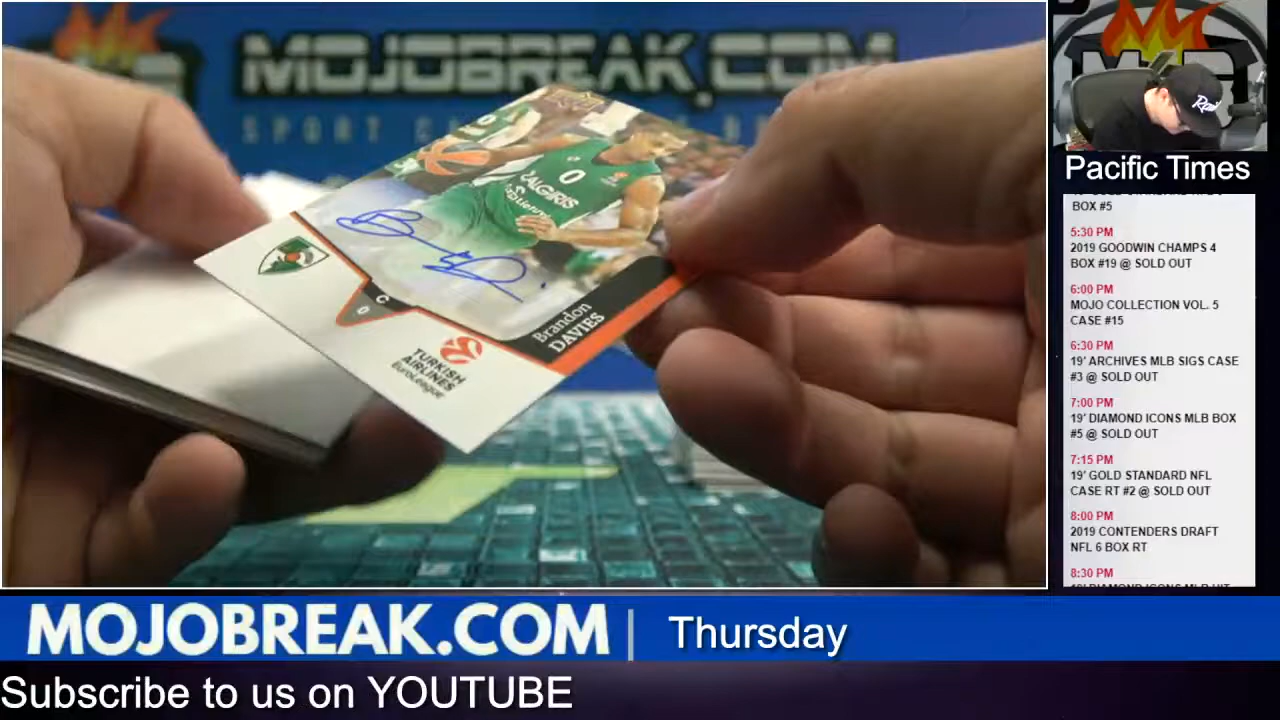 MOJOBREAK.COM
0
ZALGIRIS
Lietuva
C
O
Brandon
DAVIES
TURKISH
AIRLINES
EuroLeague
Pacific Times
BOX #5
5:30 PM
2019 GOODWIN CHAMPS 4
BOX #19 @ SOLD OUT
6:00 PM
MOJO COLLECTION VOL. 5
CASE #15
6:30 PM
19' ARCHIVES MLB SIGS CASE
#3 @ SOLD OUT
7:00 PM
19' DIAMOND ICONS MLB BOX
#5 @ SOLD OUT
7:15 PM
19' GOLD STANDARD NFL
CASE RT #2 @ SOLD OUT
8:00 PM
2019 CONTENDERS DRAFT
NFL 6 BOX RT
8:30 PM
MOJOBREAK.COM | Thursday
Subscribe to us on YOUTUBE